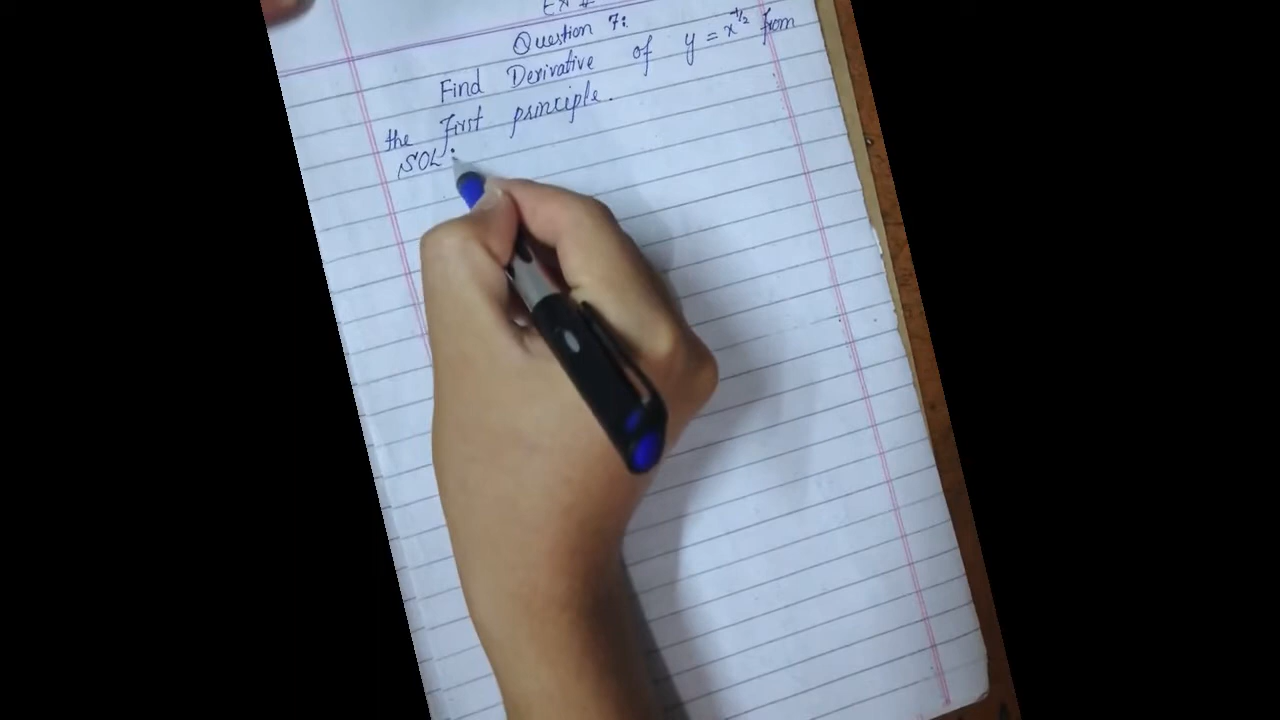 Question 7:
Find Derivative of y = x^1/2 from
the first principle.
SOL: